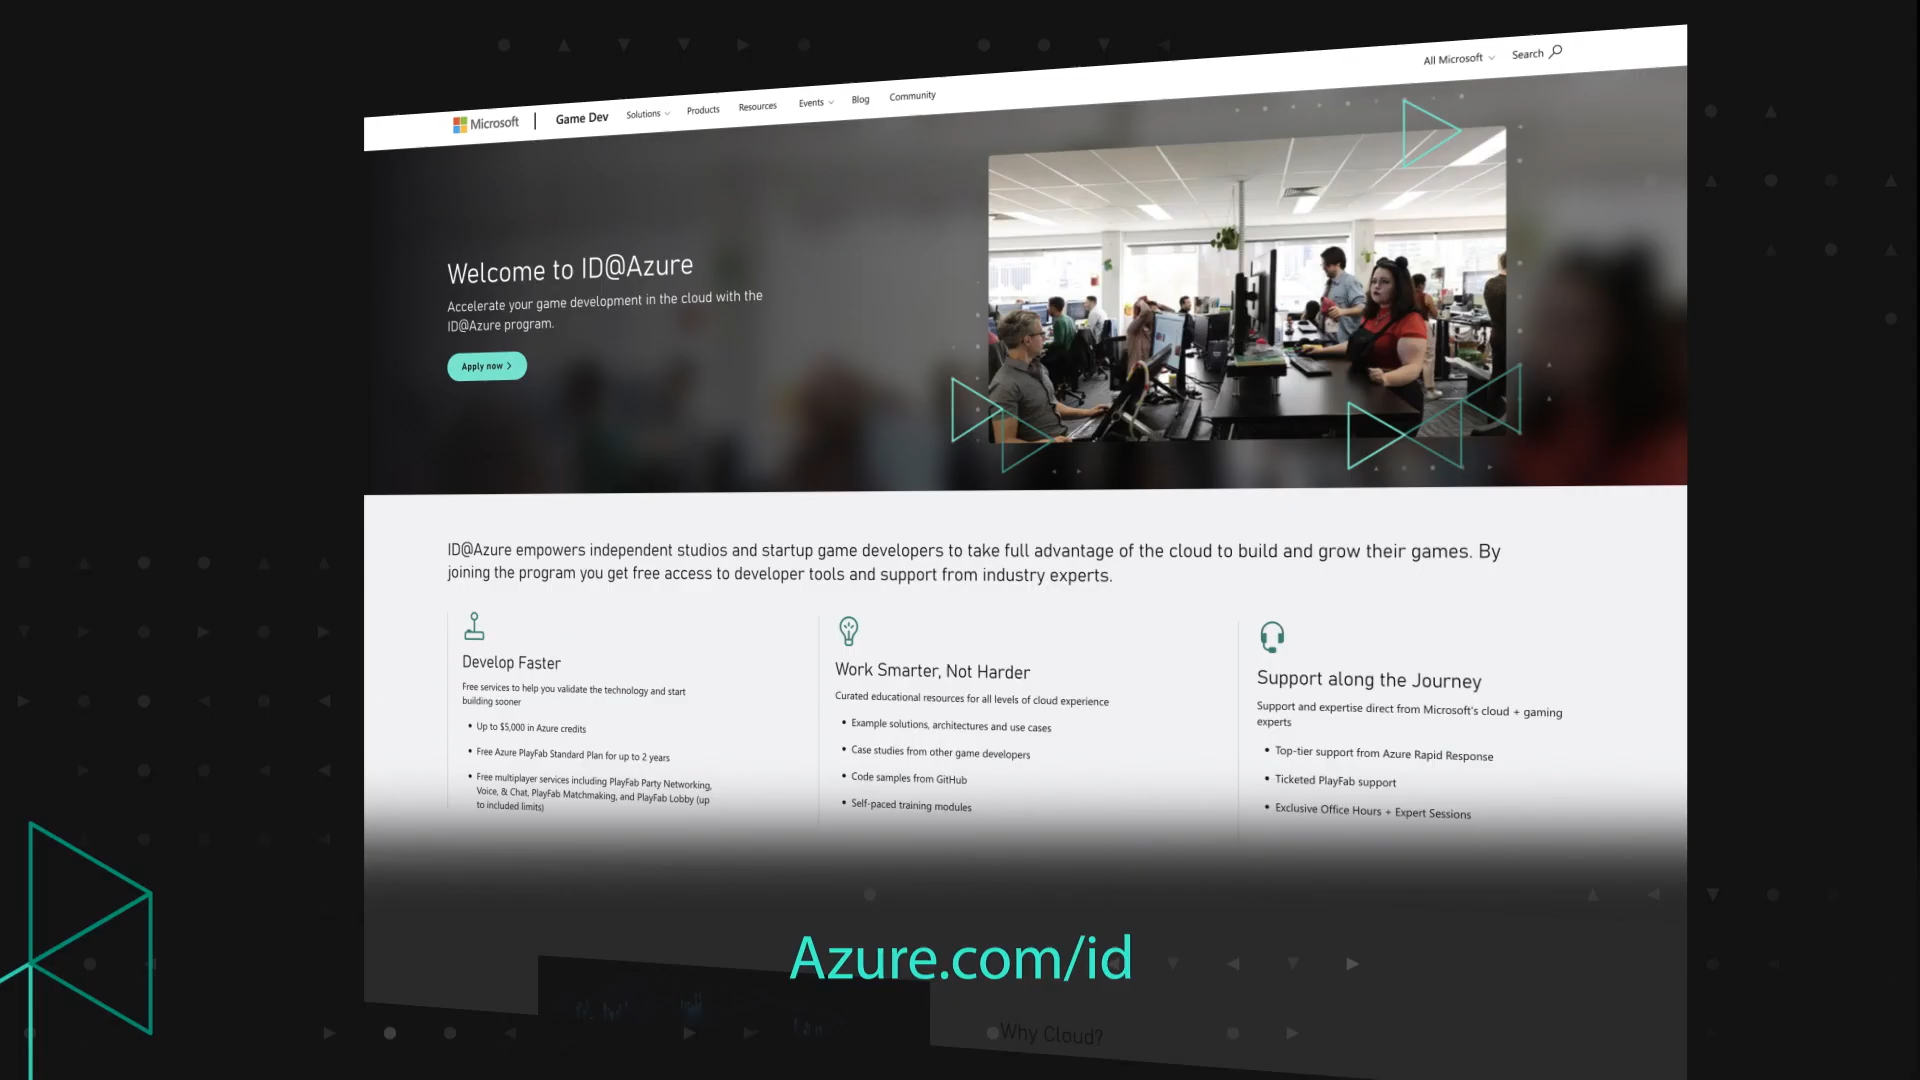 Microsoft | Game Dev Solutions Products Resources Events Blog Community All Microsoft Search
Welcome to ID@Azure
Accelerate your game development in the cloud with the
ID@Azure program.
Apply now >
ID@Azure empowers independent studios and startup game developers to take full advantage of the cloud to build and grow their games. By
joining the program you get free access to developer tools and support from industry experts.
Develop Faster
Free services to help you validate the technology and start
building sooner
• Up to $5,000 in Azure credits
• Free Azure PlayFab Standard Plan for up to 2 years
• Free multiplayer services including PlayFab Party Networking,
Voice, & Chat, PlayFab Matchmaking, and PlayFab Lobby (up
to included limits)
Work Smarter, Not Harder
Curated educational resources for all levels of cloud experience
• Example solutions, architectures and use cases
• Case studies from other game developers
• Code samples from GitHub
• Self-paced training modules
Support along the Journey
Support and expertise direct from Microsoft's cloud + gaming
experts
• Top-tier support from Azure Rapid Response
• Ticketed PlayFab support
• Exclusive Office Hours + Expert Sessions
Azure.com/id
Why Cloud?